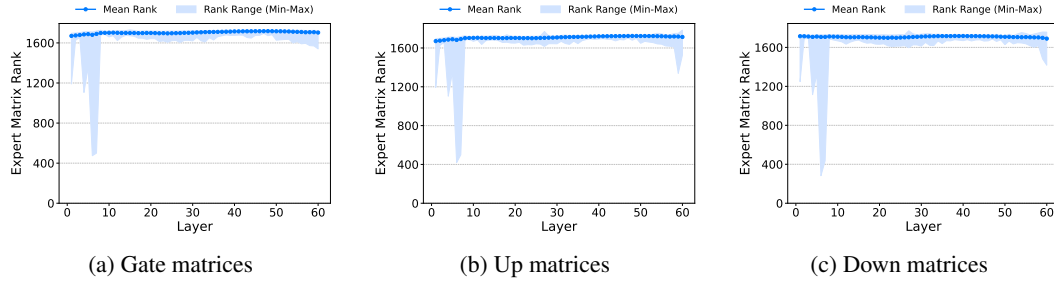 Mean Rank Rank Range (Min-Max)
1600
1200
800
400
0
Expert Matrix Rank
0 10 20 30 40 50 60
Layer
(a) Gate matrices
Mean Rank Rank Range (Min-Max)
1600
1200
800
400
0
Expert Matrix Rank
0 10 20 30 40 50 60
Layer
(b) Up matrices
Mean Rank Rank Range (Min-Max)
1600
1200
800
400
0
Expert Matrix Rank
0 10 20 30 40 50 60
Layer
(c) Down matrices